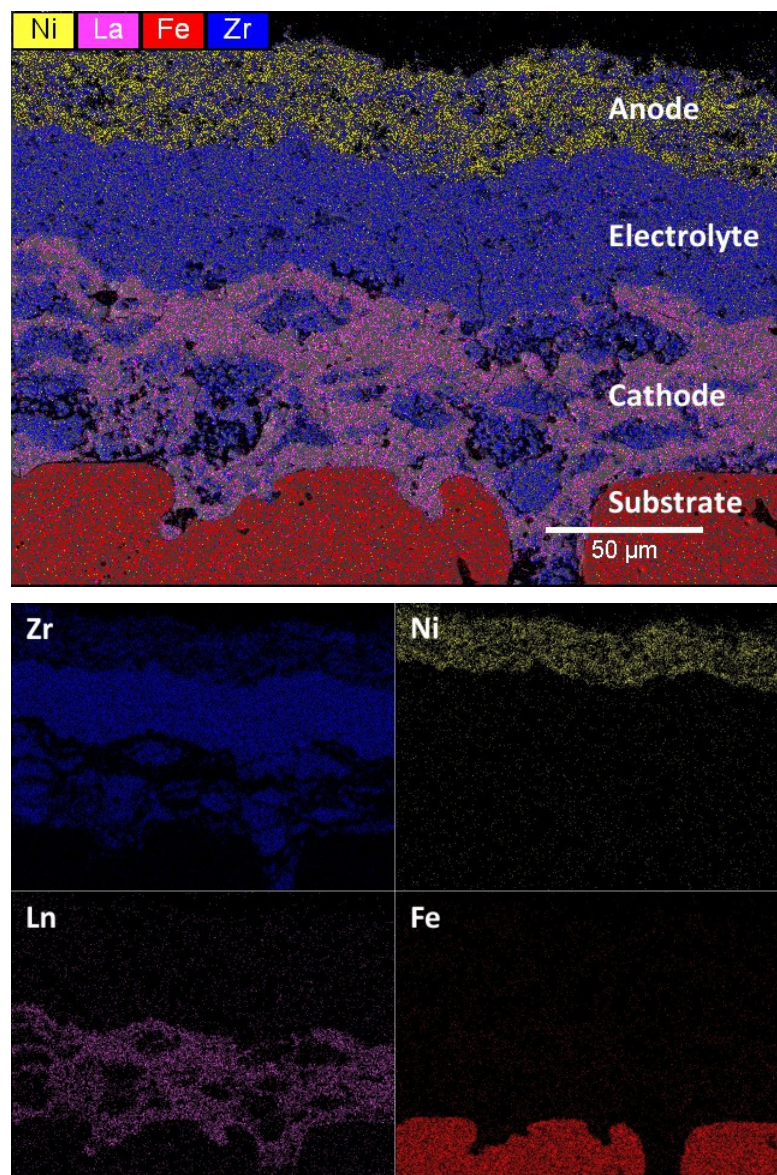 Ni La Fe Zr
Anode
Electrolyte
Cathode
Substrate
50 µm
Zr Ni
Ln Fe